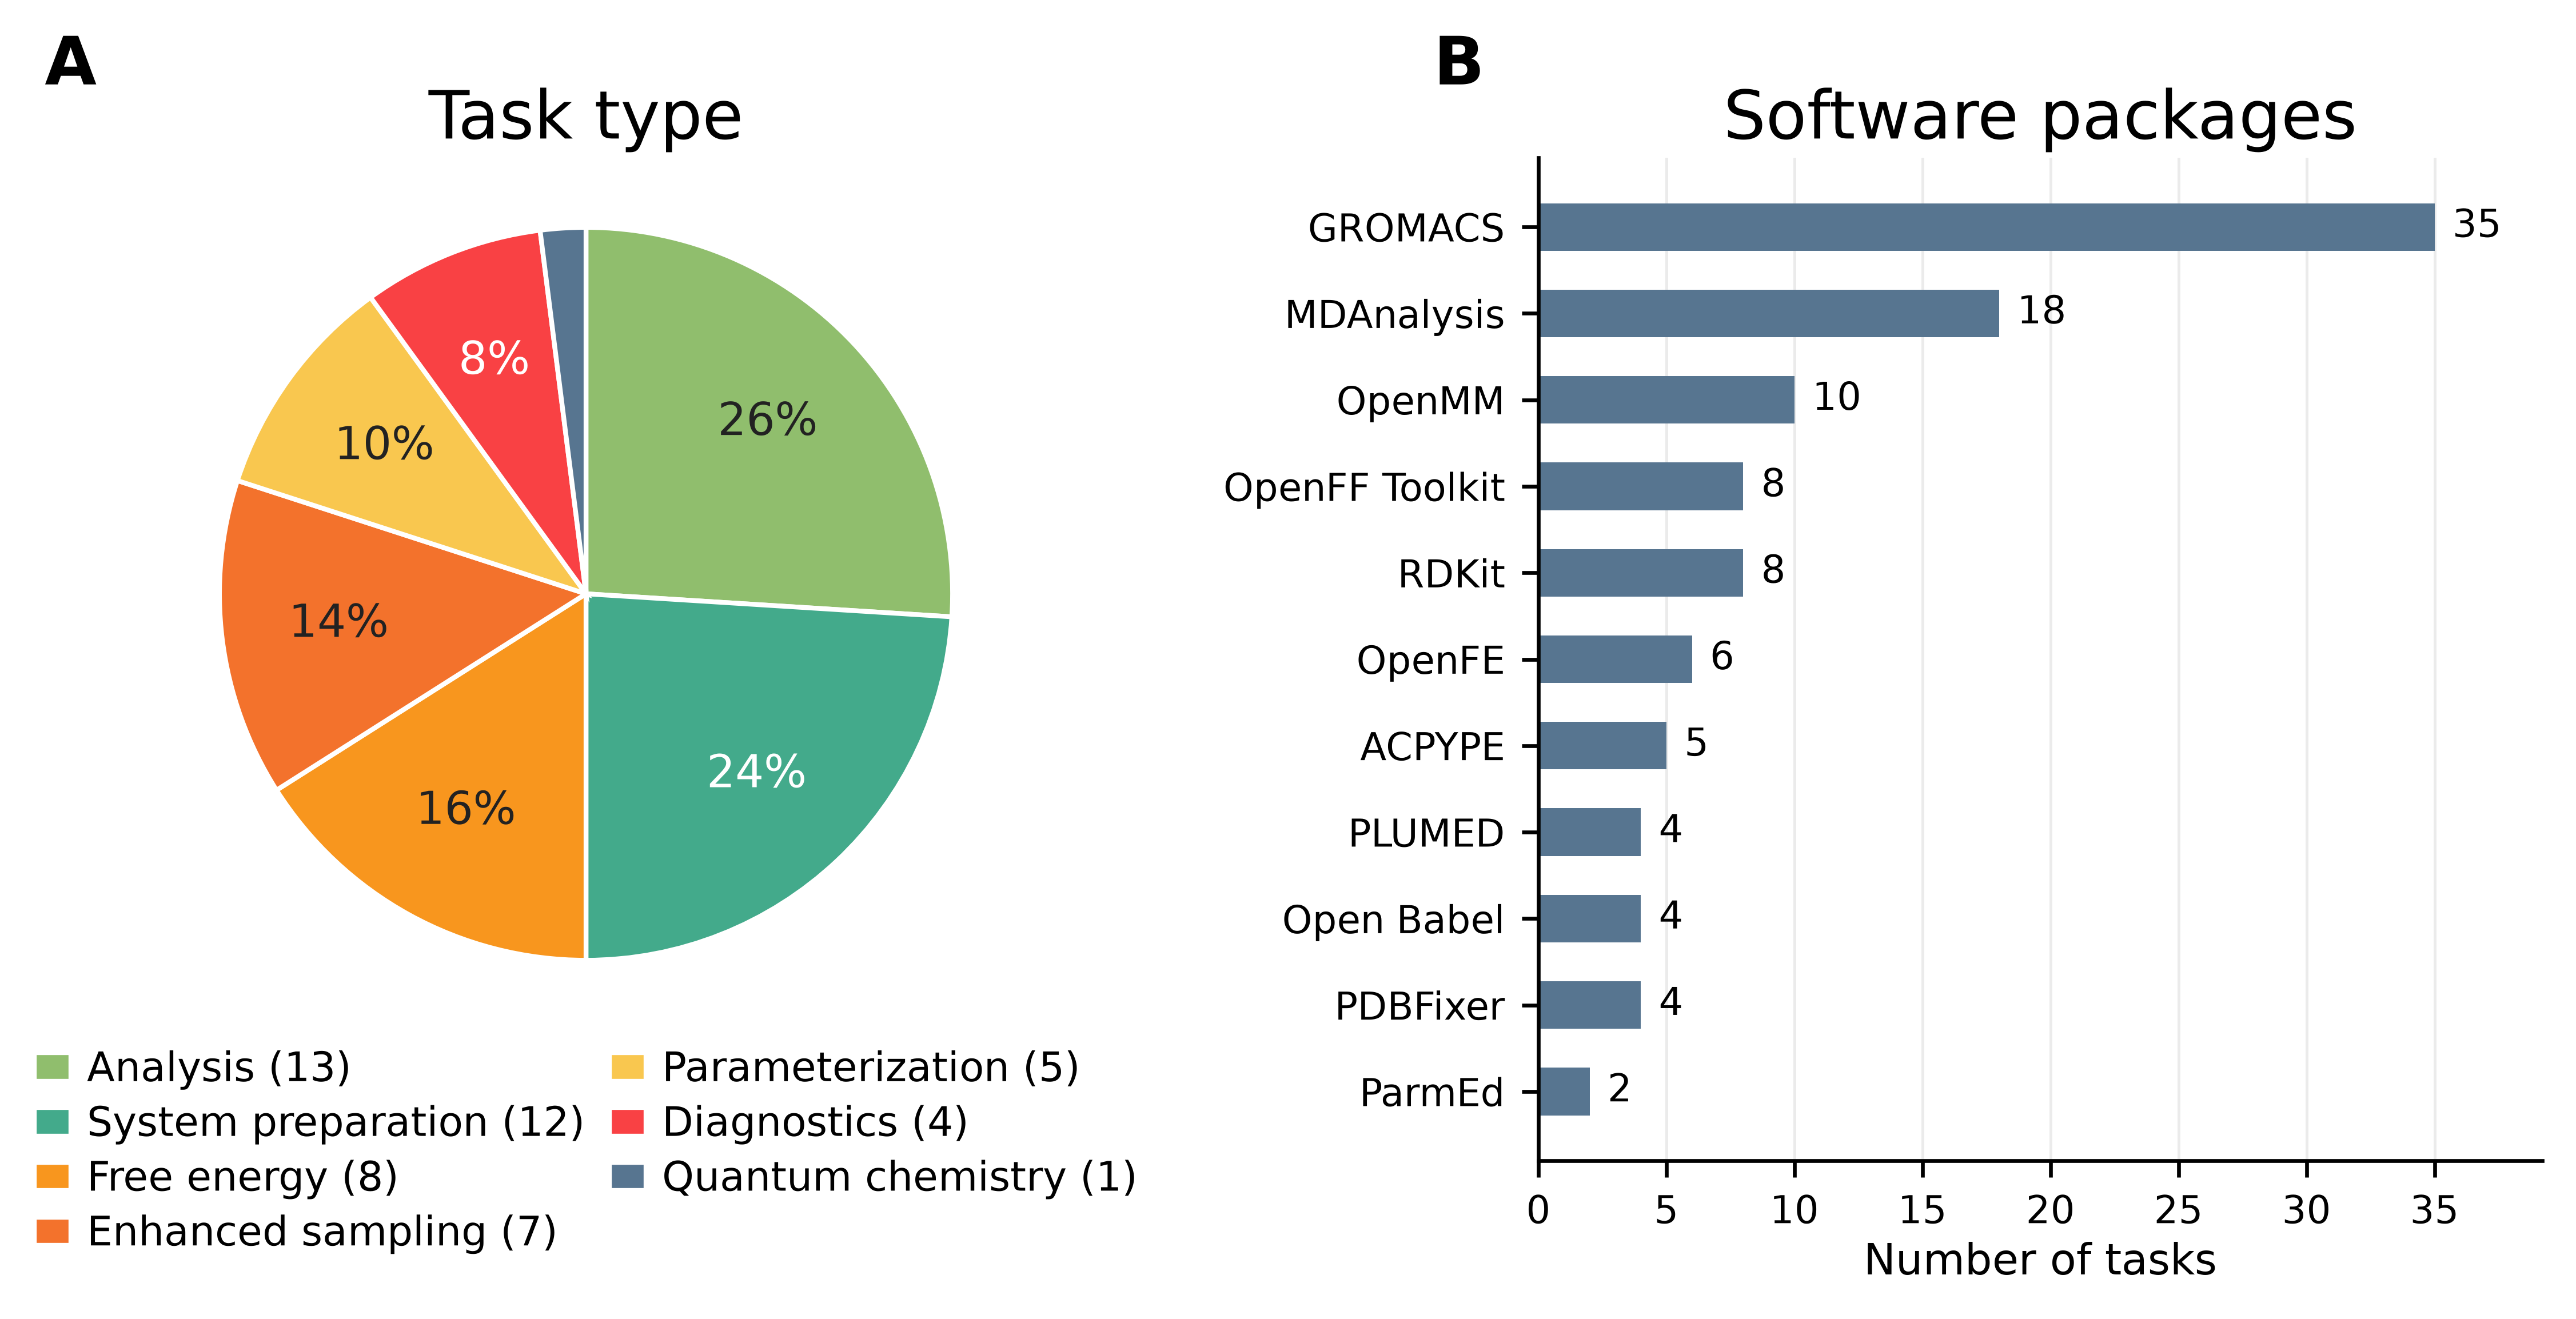 A
Task type
26%
24%
16%
14%
10%
8%
Analysis (13)
System preparation (12)
Free energy (8)
Enhanced sampling (7)
Parameterization (5)
Diagnostics (4)
Quantum chemistry (1)
B
Software packages
GROMACS 35
MDAnalysis 18
OpenMM 10
OpenFF Toolkit 8
RDKit 8
OpenFE 6
ACPYPE 5
PLUMED 4
Open Babel 4
PDBFixer 4
ParmEd 2
0 5 10 15 20 25 30 35
Number of tasks